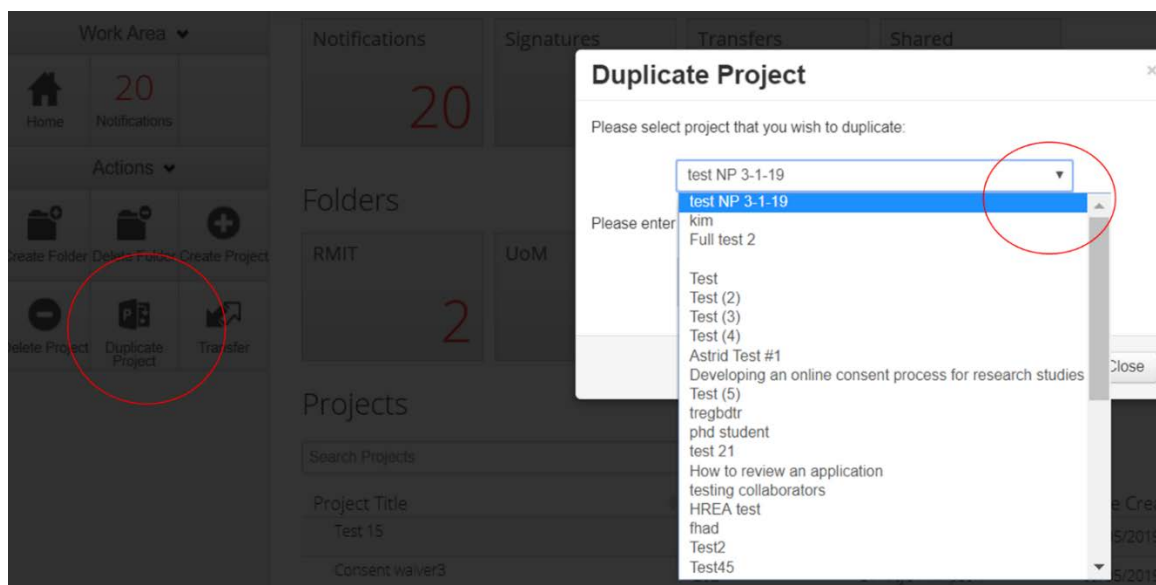 Work Area
Home
20
Notifications
Actions
Create Folder
Delete Folder
Create Project
Delete Project
Duplicate
Project
Transfer
Notifications
20
Signatures
Transfers
Shared
Folders
RMIT
2
UoM
Projects
Search Projects
Project Title
Test 15
Consent waiver3
Duplicate Project
×
Please select project that you wish to duplicate:
test NP 3-1-19
Please enter
test NP 3-1-19
kim
Full test 2
Test
Test (2)
Test (3)
Test (4)
Astrid Test #1
Developing an online consent process for research studies
Test (5)
tregbdtr
phd student
test 21
How to review an application
testing collaborators
HREA test
fhad
Test2
Test45
Close